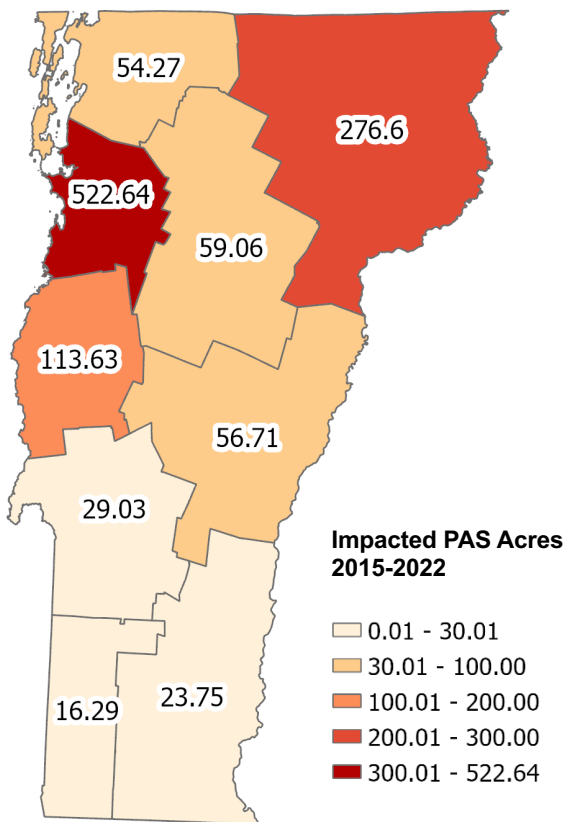 54.27
276.6
522.64
59.06
113.63
56.71
29.03
16.29
23.75
Impacted PAS Acres
2015-2022
0.01 - 30.01
30.01 - 100.00
100.01 - 200.00
200.01 - 300.00
300.01 - 522.64